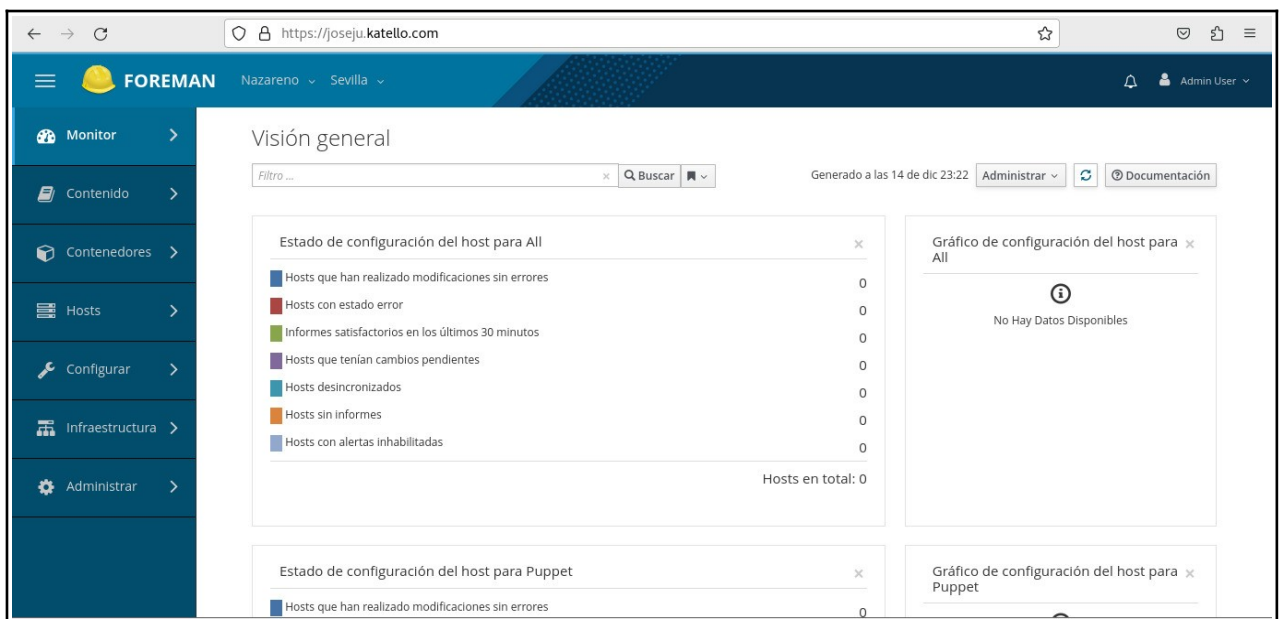 https://joseju.katello.com
FOREMAN Nazareno Sevilla Admin User
Monitor
Contenido
Contenedores
Hosts
Configurar
Infraestructura
Administrar
Visión general
Filtro ... × Buscar Generado a las 14 de dic 23:22 Administrar Documentación
Estado de configuración del host para All ×
Hosts que han realizado modificaciones sin errores 0
Hosts con estado error 0
Informes satisfactorios en los últimos 30 minutos 0
Hosts que tenían cambios pendientes 0
Hosts desincronizados 0
Hosts sin informes 0
Hosts con alertas inhabilitadas 0
Hosts en total: 0
Gráfico de configuración del host para ×
All
No Hay Datos Disponibles
Estado de configuración del host para Puppet ×
Hosts que han realizado modificaciones sin errores 0
Gráfico de configuración del host para ×
Puppet